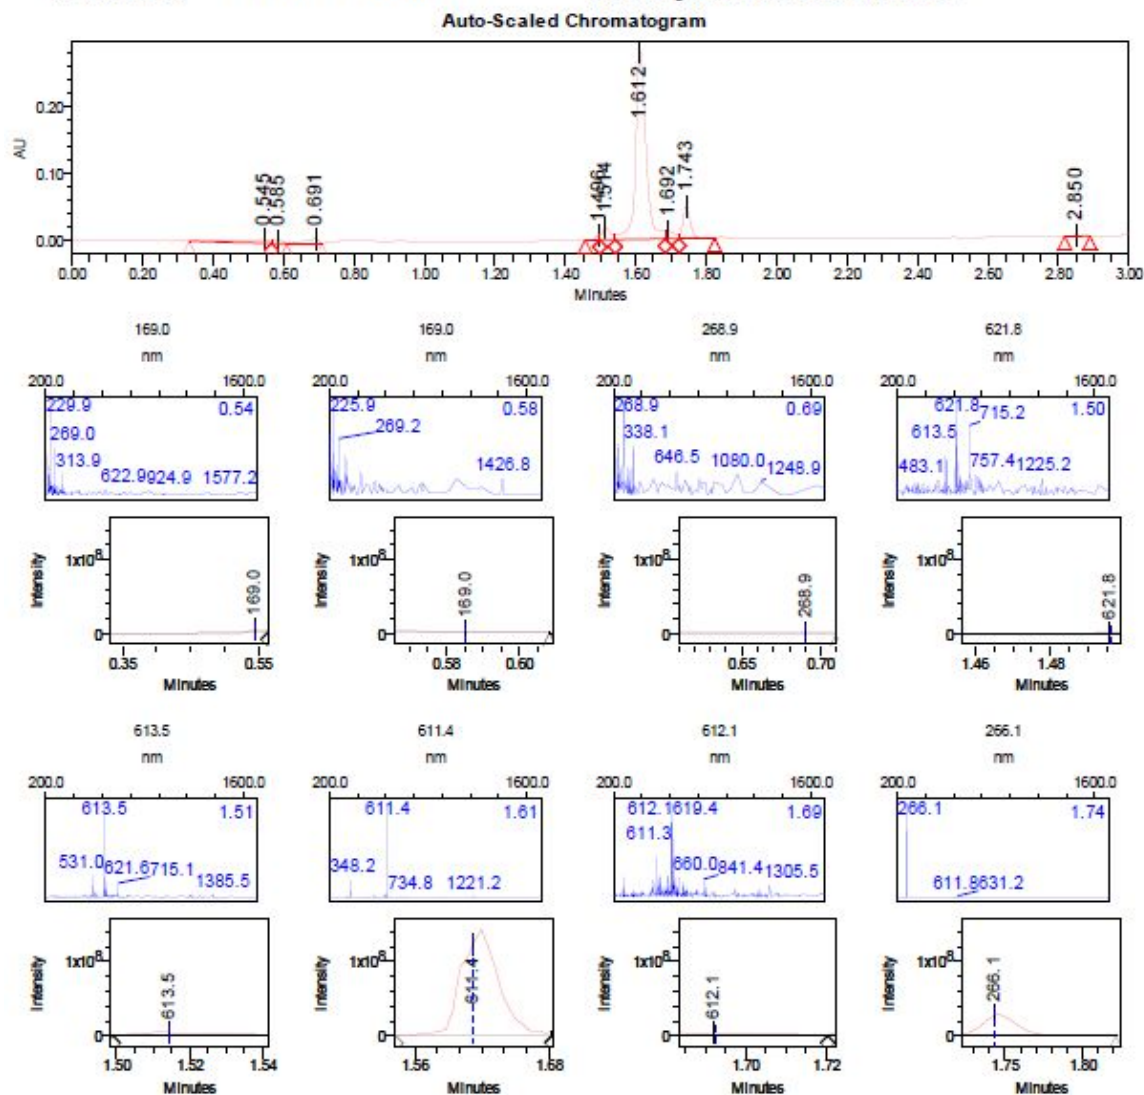 Auto-Scaled Chromatogram
AU
0.20
0.10
0.00
0.545
0.585
0.691
1.496
1.514
1.612
1.692
1.743
2.850
0.00 0.20 0.40 0.60 0.80 1.00 1.20 1.40 1.60 1.80 2.00 2.20 2.40 2.60 2.80 3.00
Minutes
169.0 169.0 268.9 621.8
nm nm nm nm
200.0 1600.0 200.0 1600.0 200.0 1600.0 200.0 1600.0
229.9 0.54 225.9 0.58 268.9 0.69 621.8 715.2 1.50
269.0 269.2 338.1 613.5
313.9 622.9 924.9 1577.2 1426.8 646.5 1080.0 1248.9 483.1 757.4 1225.2
Intensity 1x10⁸ 169.0 Intensity 1x10⁸ 169.0 Intensity 1x10⁸ 268.9 Intensity 1x10⁸ 621.8
0 0 0 0
0.35 0.55 0.58 0.60 0.65 0.70 1.46 1.48
Minutes Minutes Minutes Minutes
613.5 611.4 612.1 266.1
nm nm nm nm
200.0 1600.0 200.0 1600.0 200.0 1600.0 200.0 1600.0
613.5 1.51 611.4 1.61 612.1 619.4 1.69 266.1 1.74
531.0 621.6 715.1 1385.5 348.2 734.8 1221.2 611.3 660.0 841.4 1305.5 611.8 631.2
Intensity 1x10⁸ 613.5 Intensity 1x10⁸ 611.4 Intensity 1x10⁸ 612.1 Intensity 1x10⁸ 266.1
0 0 0 0
1.50 1.52 1.54 1.56 1.68 1.70 1.72 1.75 1.80
Minutes Minutes Minutes Minutes